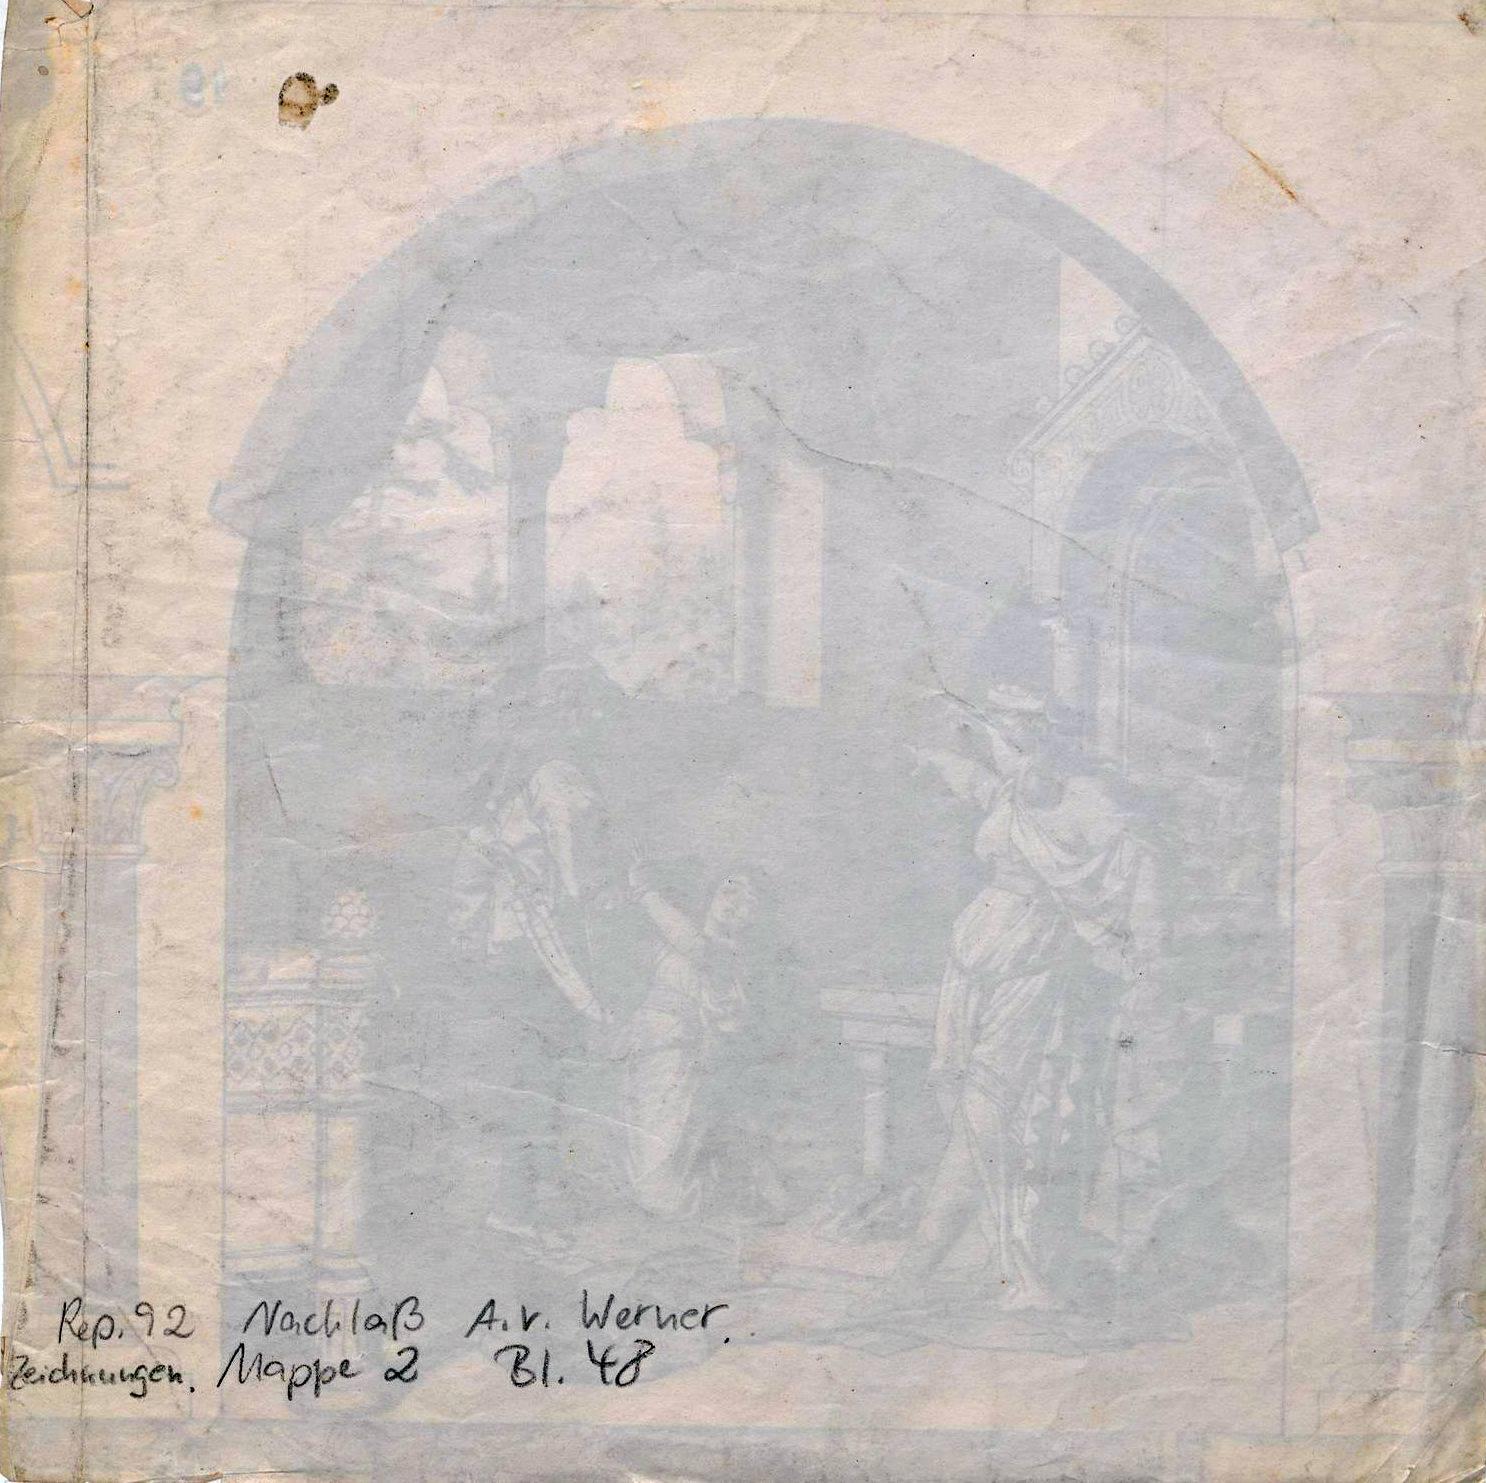 Rep. 92 Nachlaß A. v. Werner.
Zeichnungen. Mappe 2 Bl. 48